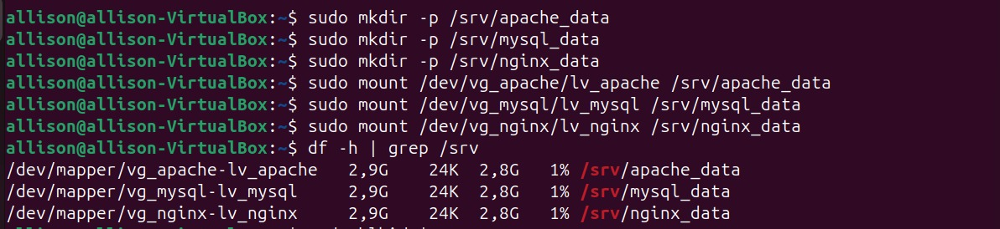 allison@allison-VirtualBox:~$ sudo mkdir -p /srv/apache_data
allison@allison-VirtualBox:~$ sudo mkdir -p /srv/mysql_data
allison@allison-VirtualBox:~$ sudo mkdir -p /srv/nginx_data
allison@allison-VirtualBox:~$ sudo mount /dev/vg_apache/lv_apache /srv/apache_data
allison@allison-VirtualBox:~$ sudo mount /dev/vg_mysql/lv_mysql /srv/mysql_data
allison@allison-VirtualBox:~$ sudo mount /dev/vg_nginx/lv_nginx /srv/nginx_data
allison@allison-VirtualBox:~$ df -h | grep /srv
/dev/mapper/vg_apache-lv_apache   2,9G    24K  2,8G   1% /srv/apache_data
/dev/mapper/vg_mysql-lv_mysql     2,9G    24K  2,8G   1% /srv/mysql_data
/dev/mapper/vg_nginx-lv_nginx     2,9G    24K  2,8G   1% /srv/nginx_data